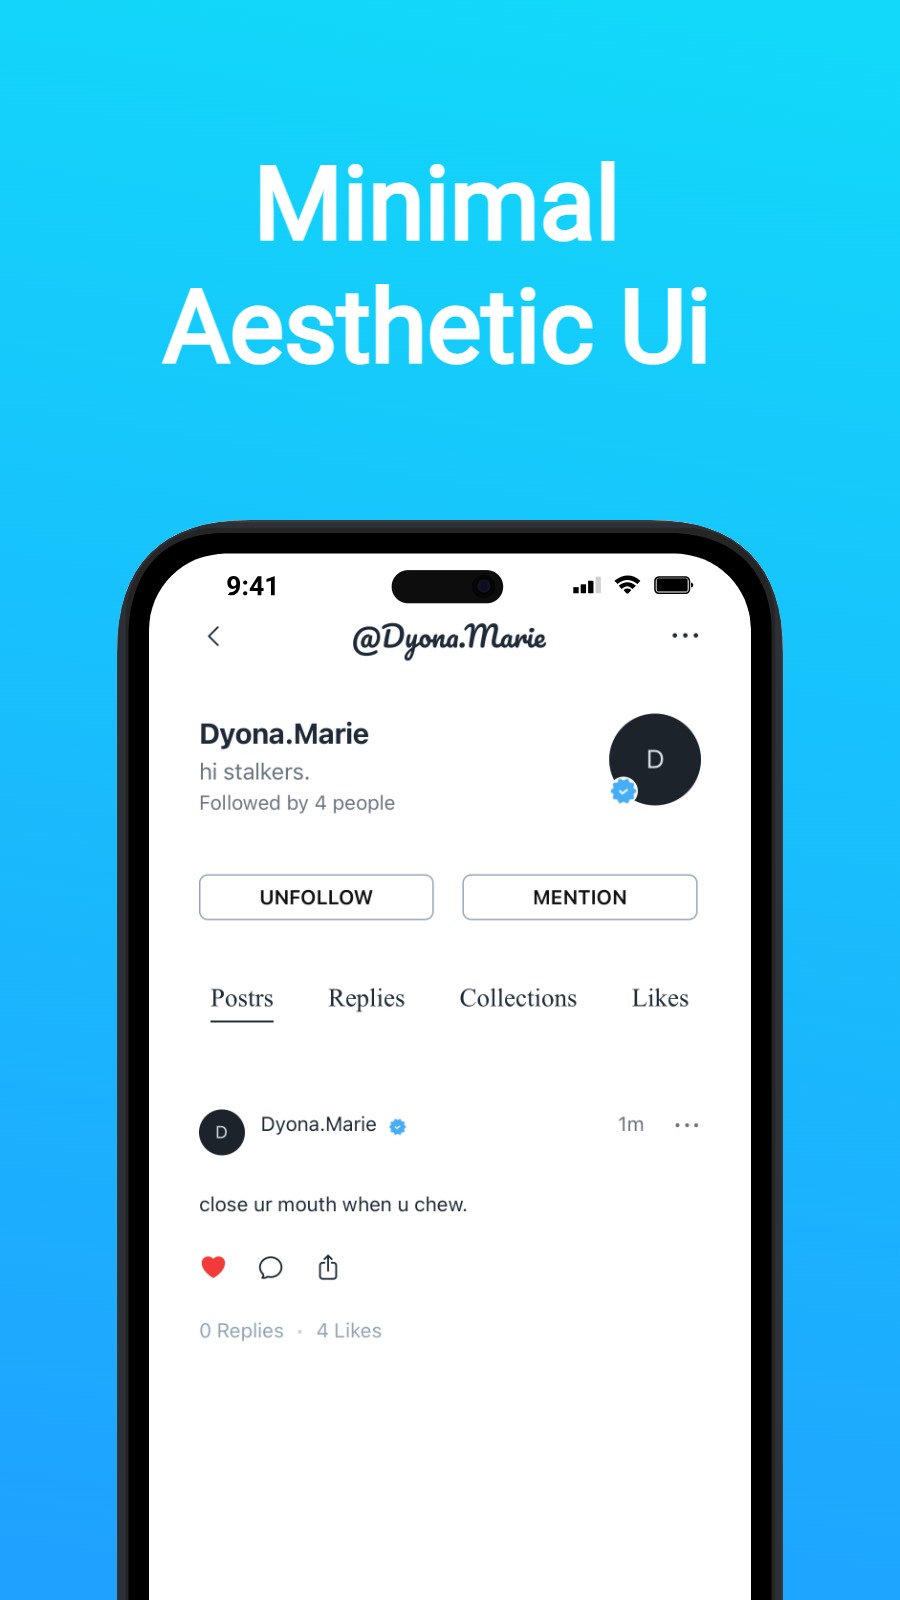 Minimal
Aesthetic Ui
9:41
@Dyona.Marie
Dyona.Marie
D
hi stalkers.
Followed by 4 people
UNFOLLOW MENTION
Postrs Replies Collections Likes
D Dyona.Marie 1m
close ur mouth when u chew.
0 Replies • 4 Likes